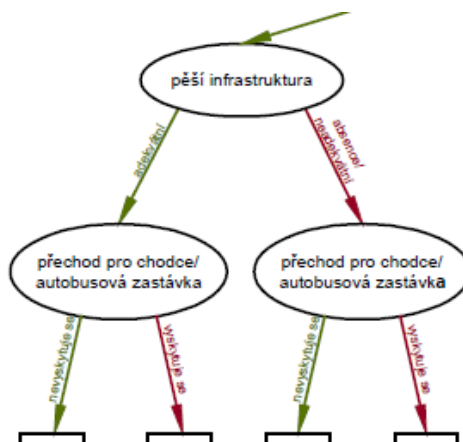 pěší infrastruktura
adekvátní
absence/
neadekvátní
přechod pro chodce/
autobusová zastávka
přechod pro chodce/
autobusová zastávka
nevyskytuje se
vyskytuje se
nevyskytuje se
vyskytuje se